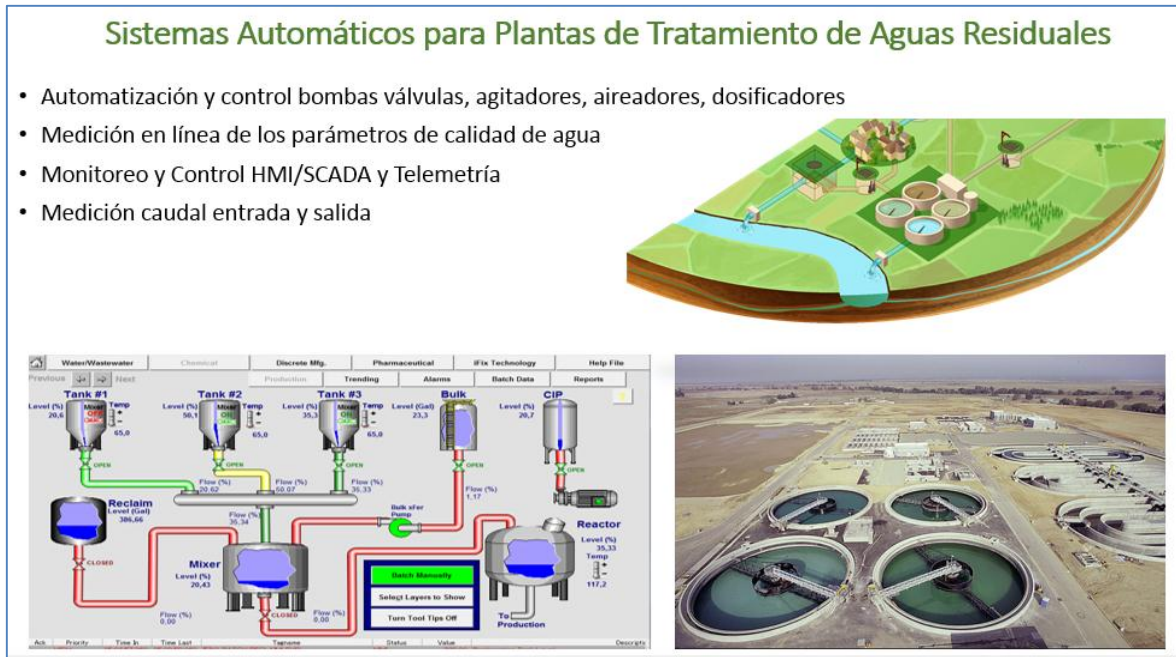 Sistemas Automáticos para Plantas de Tratamiento de Aguas Residuales
• Automatización y control bombas válvulas, agitadores, aireadores, dosificadores
• Medición en línea de los parámetros de calidad de agua
• Monitoreo y Control HMI/SCADA y Telemetría
• Medición caudal entrada y salida
Water/Wastewater Chemical Discrete Mfg. Pharmaceutical iFix Technology Help File
Previous Next Production Trending Alarms Batch Data Reports
Tank #1 Tank #2 Tank #3 Bulk CIP
Level (%) Mixer Temp Level (%) Mixer Temp Level (%) Mixer Temp Level (Gal) Level (%)
20,6 50,1 35,3 23,3 20,7
65,0 65,0 65,0
OPEN OPEN OPEN OPEN OPEN
Flow (%) Flow (%) Flow (%) Flow (%)
20,62 60,07 35,33 1,17
Reclaim
Level (Gal)
386,66
Flow (%)
35,34
Bulk xFer
Pump
Reactor
Level (%)
35,33
Temp
117,2
CLOSED
Mixer
Level (%)
20,43
Batch Manually
Select Layers to Show
Turn Tool Tips Off
Flow (%)
0,00
CLOSED
Flow (%)
0,00
To
Production
Ack Priority Time In Time Last Tagname Status Value Descripti